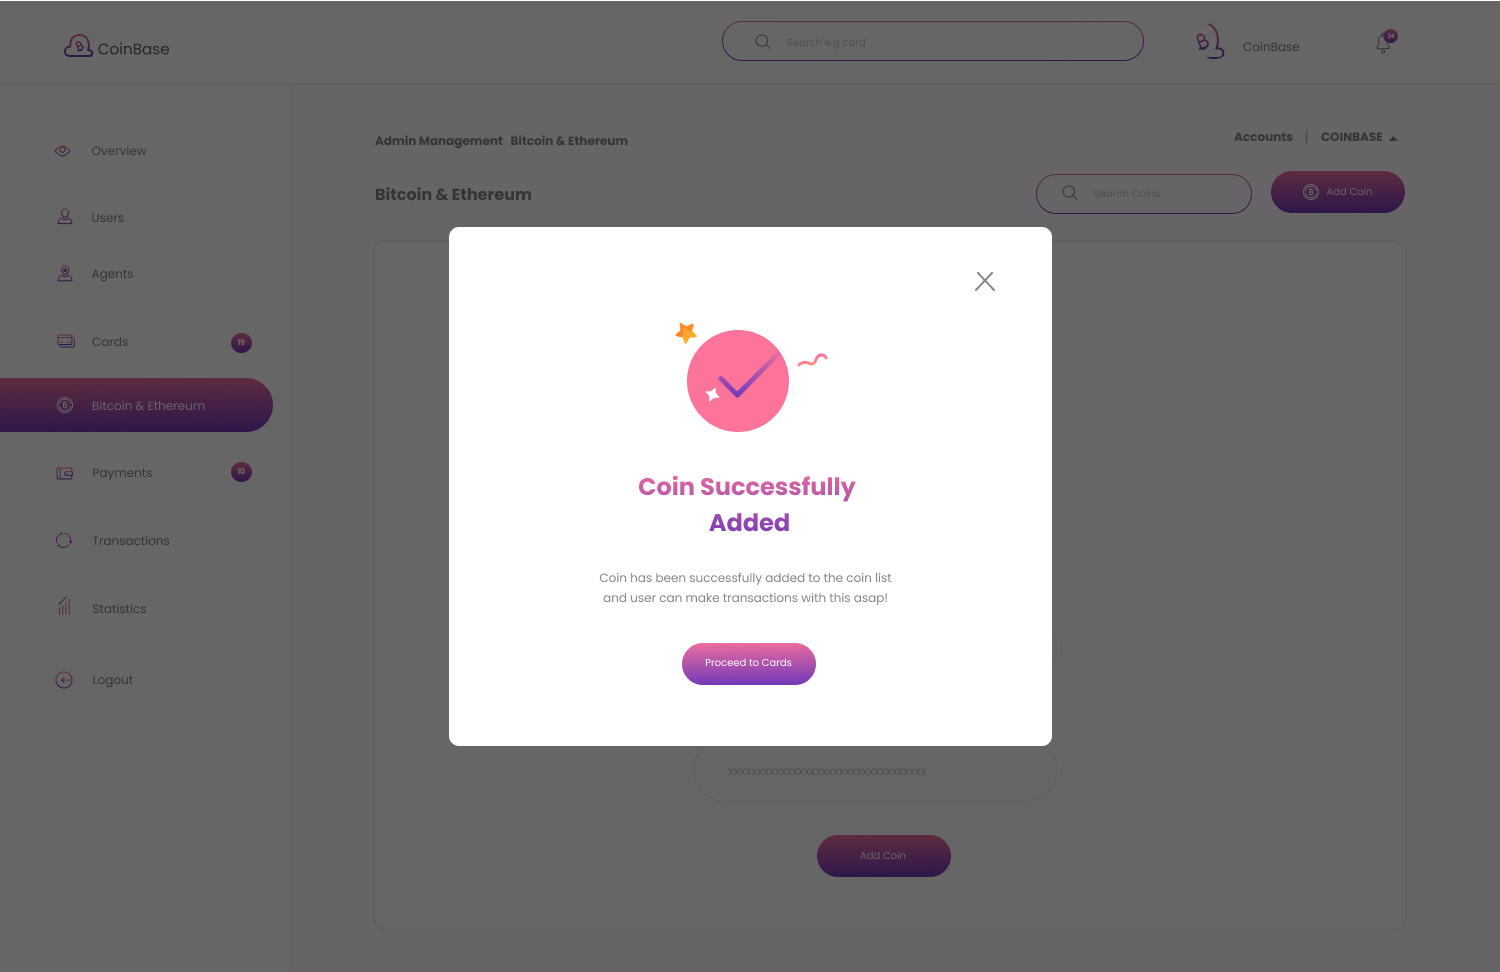 CoinBase
Search e.g card
CoinBase
34
Overview
Users
Agents
Cards
19
Bitcoin & Ethereum
Payments
10
Transactions
Statistics
Logout
Admin Management Bitcoin & Ethereum
Accounts | COINBASE
Bitcoin & Ethereum
Search Coins
Add Coin
Coin Successfully
Added
Coin has been successfully added to the coin list
and user can make transactions with this asap!
Proceed to Cards
xxxxxxxxxxxxxxxxxxxxxxxxxxxxxxxxxx
Add Coin